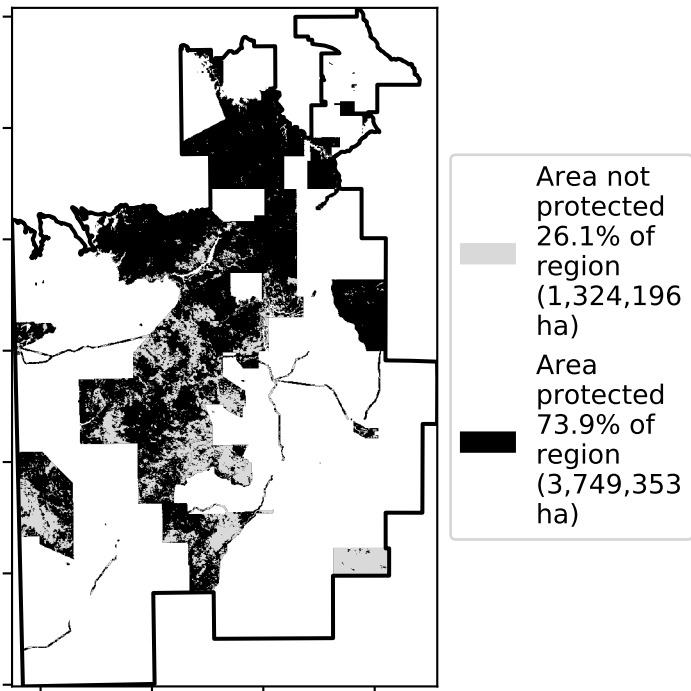 Area not
protected
26.1% of
region
(1,324,196
ha)
Area
protected
73.9% of
region
(3,749,353
ha)